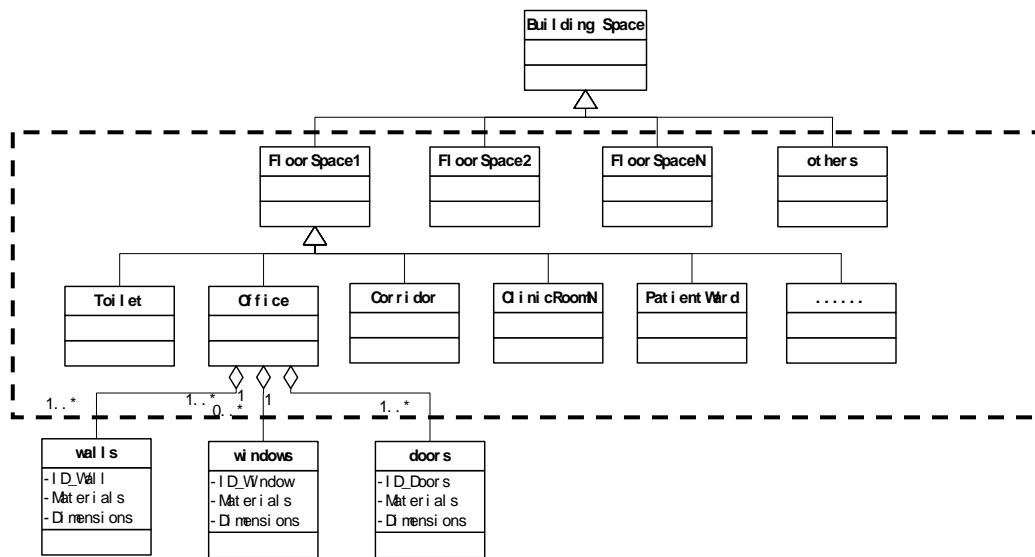 Building Space
FloorSpace1
FloorSpace2
FloorSpaceN
others
Toilet
Office
Corridor
ClinicRoomN
PatientWard
......
1..*
1..*
1
0..*
1
1..*
walls
-ID_Wall
-Materials
-Dimensions
windows
-ID_Window
-Materials
-Dimensions
doors
-ID_Doors
-Materials
-Dimensions